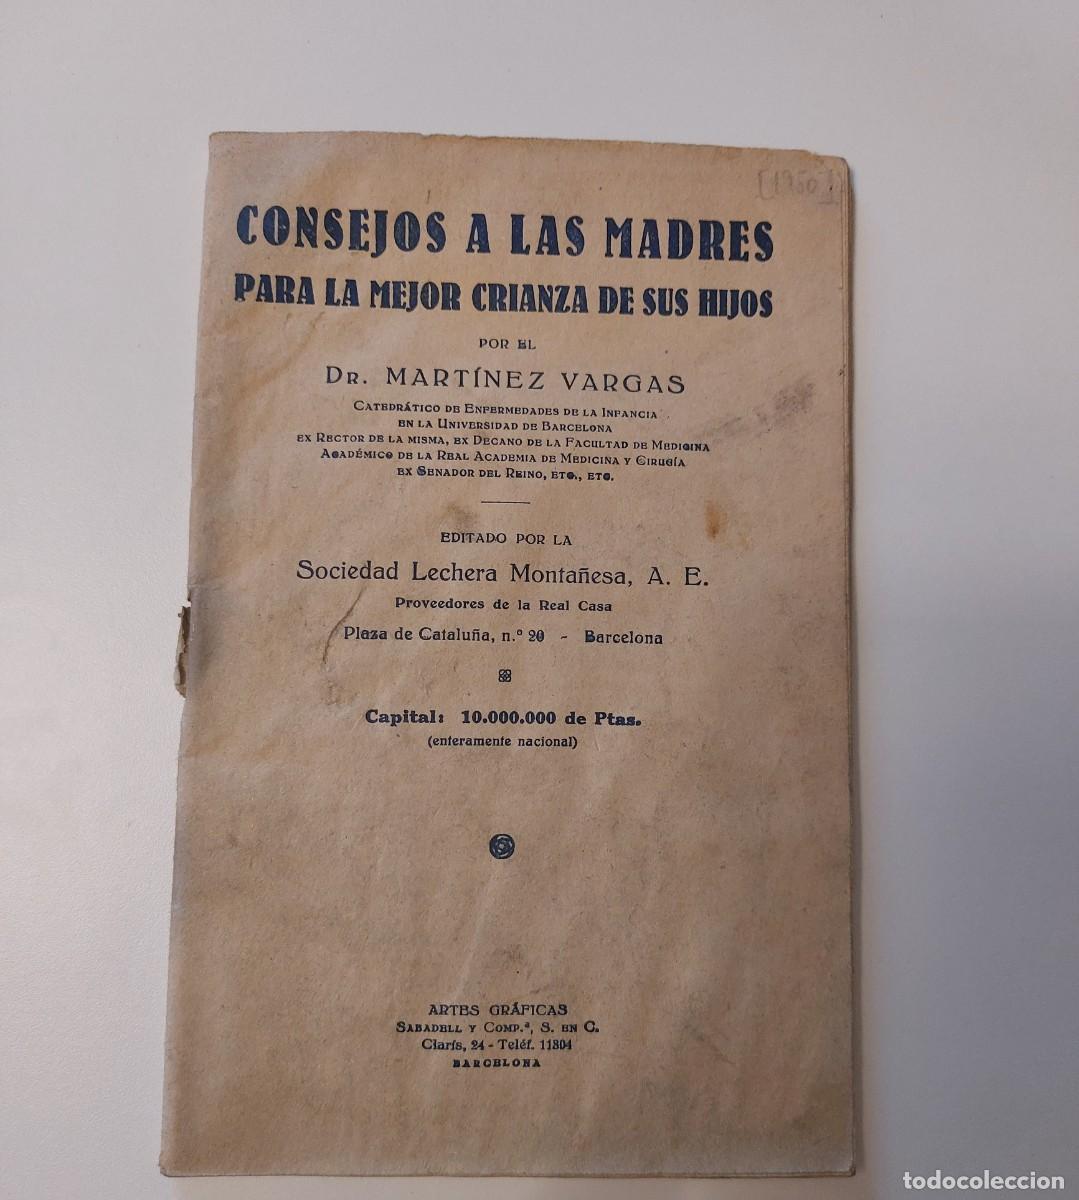 [1950]
CONSEJOS A LAS MADRES
PARA LA MEJOR CRIANZA DE SUS HIJOS
POR EL
DR. MARTÍNEZ VARGAS
CATEDRÁTICO DE ENFERMEDADES DE LA INFANCIA
EN LA UNIVERSIDAD DE BARCELONA
EX RECTOR DE LA MISMA, EX DECANO DE LA FACULTAD DE MEDICINA
ACADÉMICO DE LA REAL ACADEMIA DE MEDICINA Y CIRUGÍA
EX SENADOR DEL REINO, ETC., ETC.
EDITADO POR LA
Sociedad Lechera Montañesa, A. E.
Proveedores de la Real Casa
Plaza de Cataluña, n.º 20 - Barcelona
Capital: 10.000.000 de Ptas.
(enteramente nacional)
ARTES GRÁFICAS
SABADELL Y COMP.ª, S. EN C.
Claris, 24 - Teléf. 11804
BARCELONA
todocoleccion